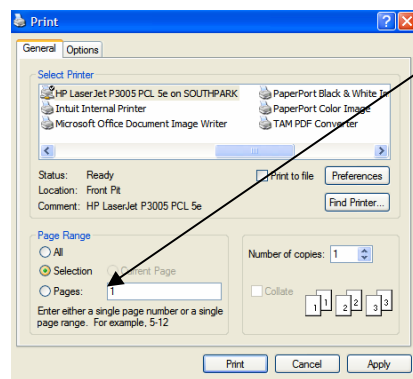 Print
General Options
Select Printer
HP LaserJet P3005 PCL 5e on SOUTHPARK
Intuit Internal Printer
Microsoft Office Document Image Writer
PaperPort Black & White Im
PaperPort Color Image
TAM PDF Converter
Status: Ready
Location: Front Pit
Comment: HP LaserJet P3005 PCL 5e
Print to file
Preferences
Find Printer...
Page Range
All
Selection Current Page
Pages: 1
Enter either a single page number or a single
page range. For example, 5-12
Number of copies: 1
Collate
1 1 2 2 3 3
Print Cancel Apply